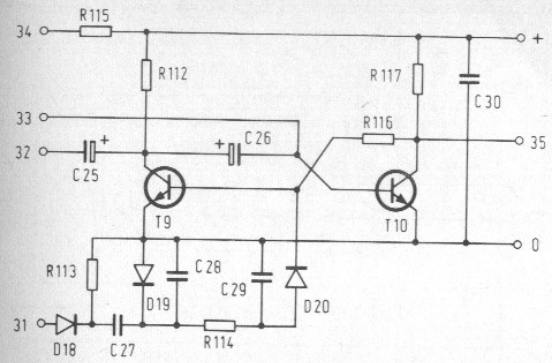 R115
34
+
R112
R117
C30
33
R116
+
+
C26
35
32
C25
T9
T10
0
R113
C28
C29
D19
D20
31
R114
D18
C27